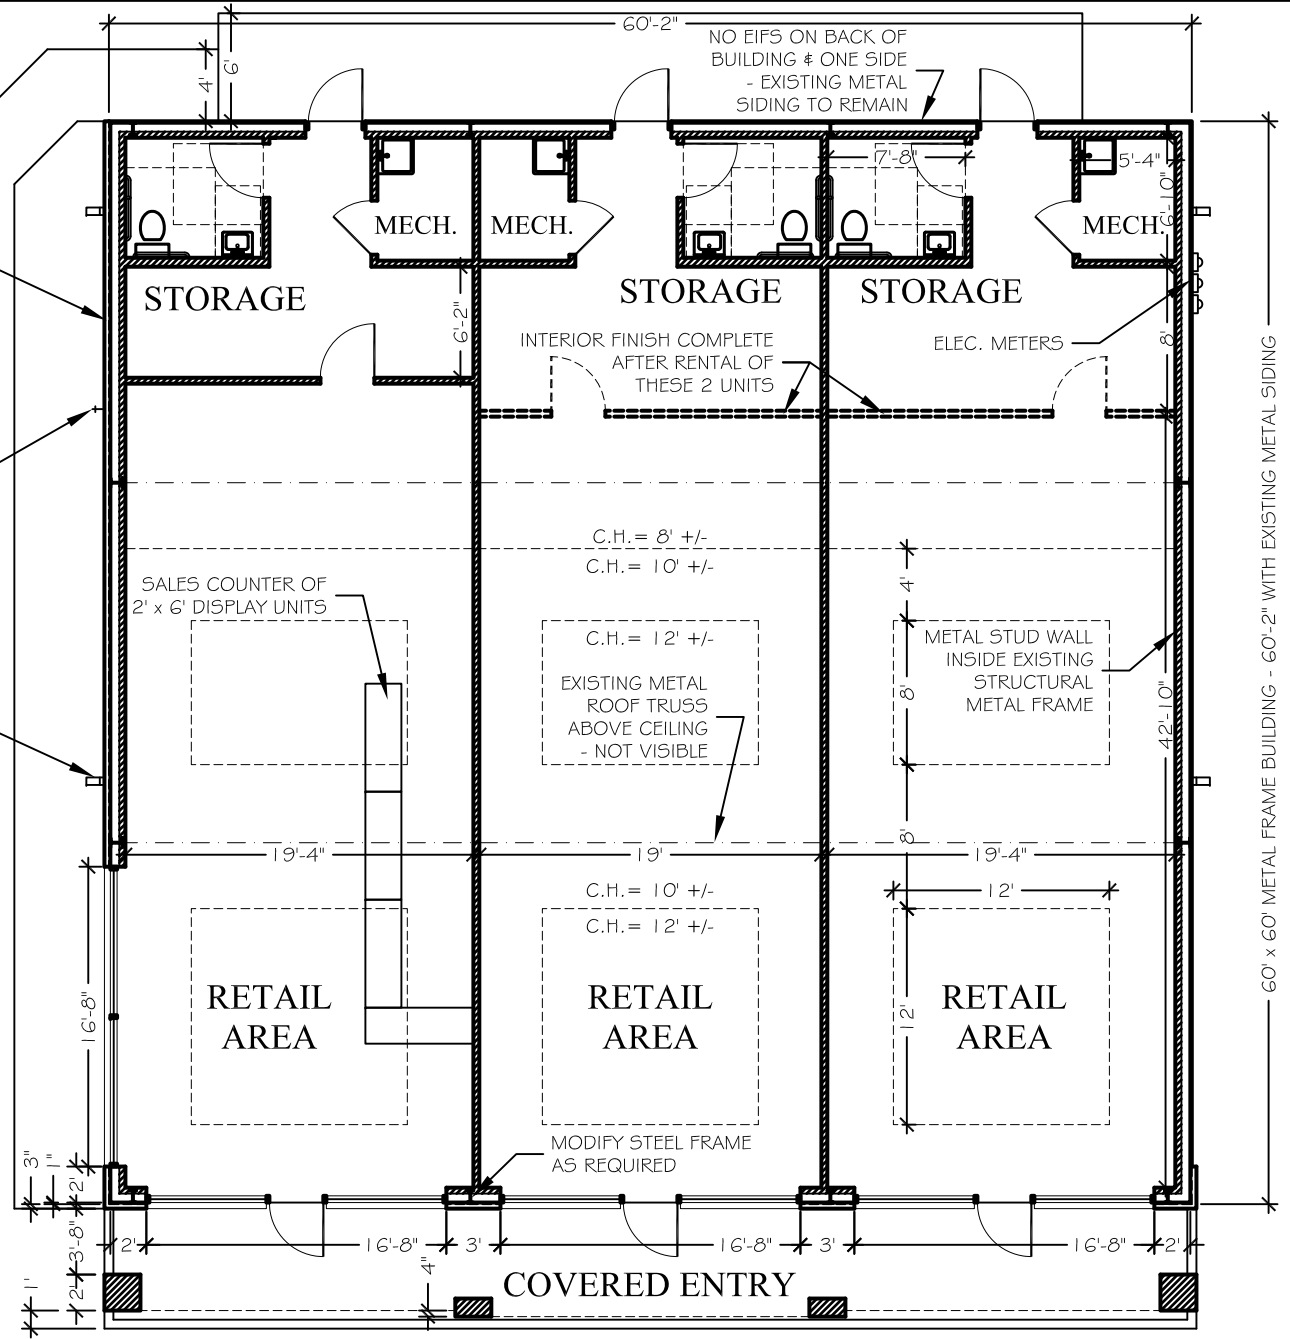 60'-2"
NO EIFS ON BACK OF
BUILDING & ONE SIDE
- EXISTING METAL
SIDING TO REMAIN
4'
6'
7'-8"
5'-4"
6'-10"
MECH.
MECH.
MECH.
STORAGE
STORAGE
STORAGE
6'-2"
8'
INTERIOR FINISH COMPLETE
AFTER RENTAL OF
THESE 2 UNITS
ELEC. METERS
60' x 60' METAL FRAME BUILDING - 60'-2" WITH EXISTING METAL SIDING
C.H.= 8' +/-
C.H.= 10' +/-
4'
SALES COUNTER OF
2' x 6' DISPLAY UNITS
C.H.= 12' +/-
METAL STUD WALL
INSIDE EXISTING
STRUCTURAL
METAL FRAME
EXISTING METAL
ROOF TRUSS
ABOVE CEILING
- NOT VISIBLE
8'
42'-10"
8'
19'-4"
19'
19'-4"
C.H.= 10' +/-
C.H.= 12' +/-
12'
12'
RETAIL
AREA
RETAIL
AREA
RETAIL
AREA
16'-8"
MODIFY STEEL FRAME
AS REQUIRED
3"
1"
2'
3'-8"
2'
1'
2'
16'-8"
3'
16'-8"
3'
16'-8"
2'
4"
COVERED ENTRY